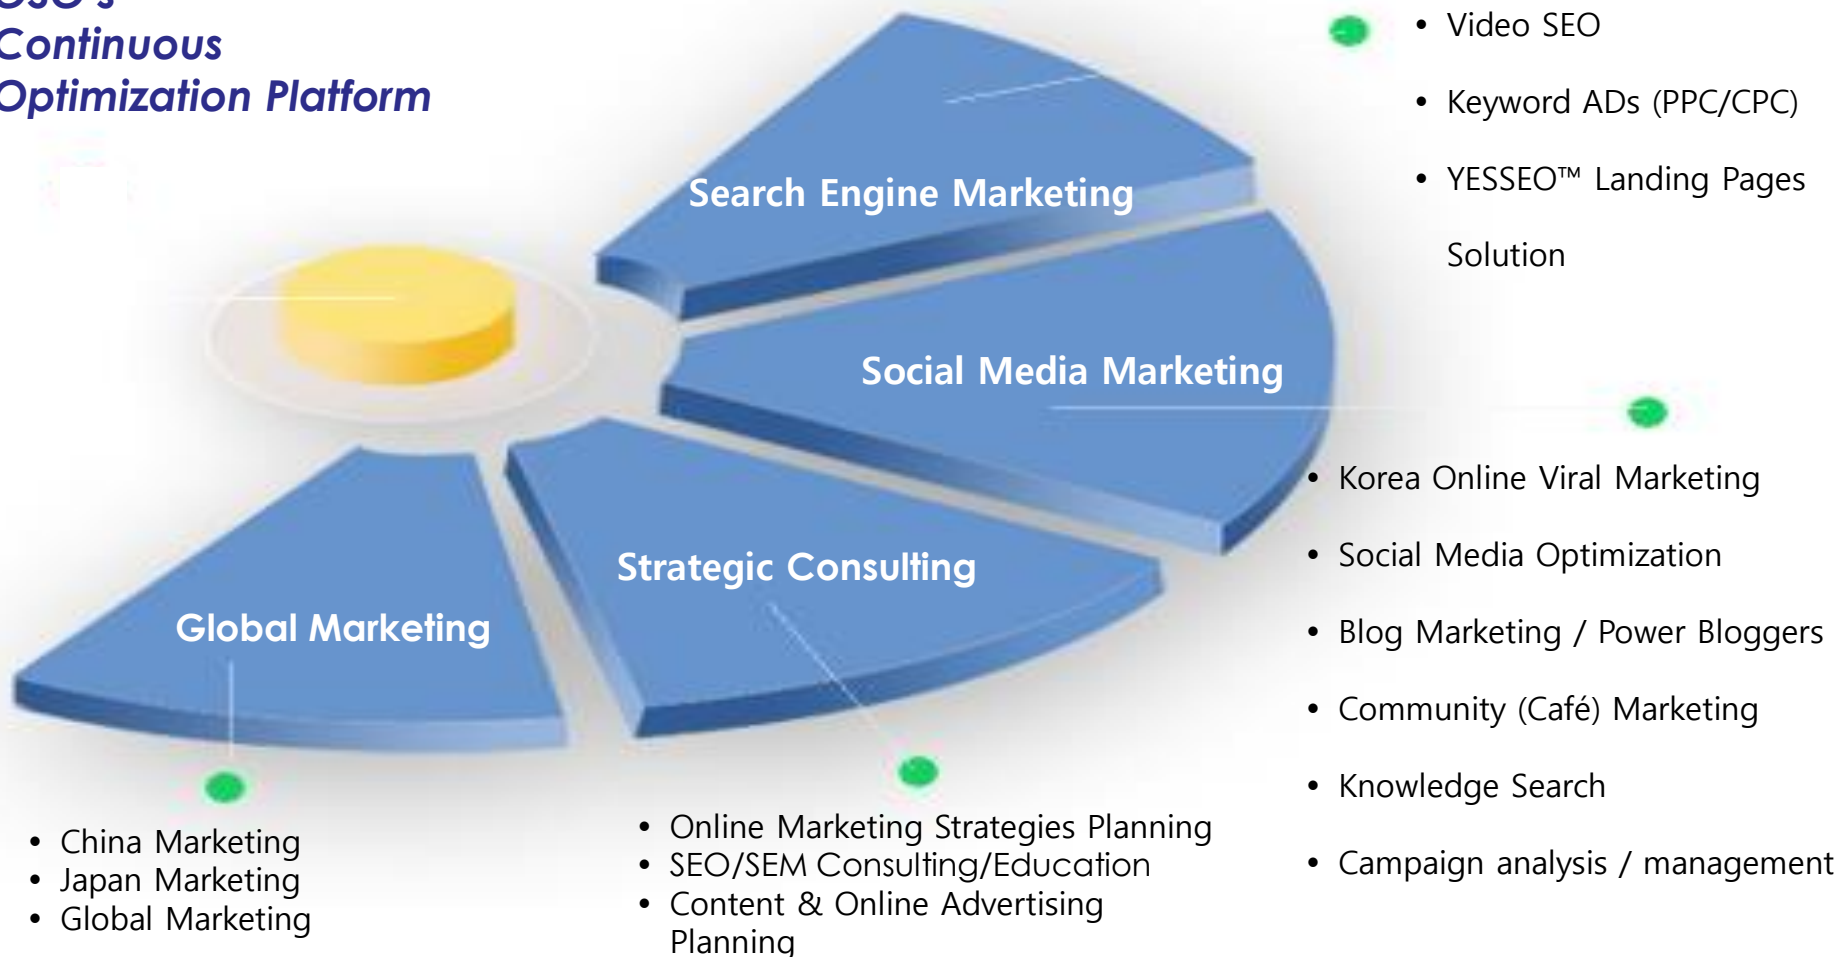 Continuous
Optimization Platform
• Video SEO
• Keyword ADs (PPC/CPC)
• YESSEO™ Landing Pages
Solution
Search Engine Marketing
Social Media Marketing
Strategic Consulting
Global Marketing
• Korea Online Viral Marketing
• Social Media Optimization
• Blog Marketing / Power Bloggers
• Community (Café) Marketing
• Knowledge Search
• Campaign analysis / management
• Online Marketing Strategies Planning
• SEO/SEM Consulting/Education
• Content & Online Advertising
Planning
• China Marketing
• Japan Marketing
• Global Marketing